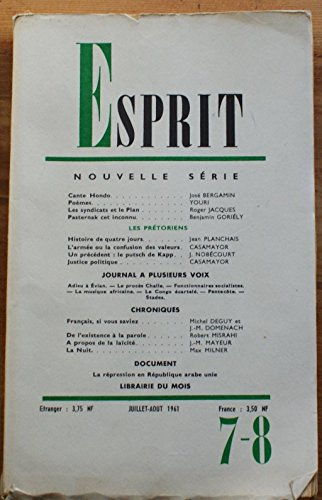 ESPRIT
NOUVELLE SÉRIE
Cante Hondo. . . . . . . . . . José BERGAMIN
Poèmes. . . . . . . . . . . . YOURI
Les syndicats et le Plan . . . . . . Roger JACQUES
Pasternak cet inconnu. . . . . . . Benjamin GORIÉLY
LES PRÉTORIENS
Histoire de quatre jours. . . . . . . Jean PLANCHAIS
L'armée ou la confusion des valeurs. . CASAMAYOR
Un précédent : le putsch de Kapp. . J. NOBÉCOURT
Justice politique . . . . . . . . . CASAMAYOR
JOURNAL A PLUSIEURS VOIX
Adieu à Evian. — Le procès Challe. — Fonctionnaires socialistes.
— La musique africaine. — Le Congo écartelé. — Pentecôte. —
Stades.
CHRONIQUES
Français, si vous saviez . . . . . . Michel DEGUY et
J.-M. DOMENACH
De l'existence à la parole . . . . . . Robert MISRAHI
A propos de la laïcité. . . . . . . . J.-M. MAYEUR
La Nuit. . . . . . . . . . . . Max MILNER
DOCUMENT
La répression en République arabe unie
LIBRAIRIE DU MOIS
Etranger : 3,75 NF JUILLET-AOUT 1961 France : 3,50 NF
7-8